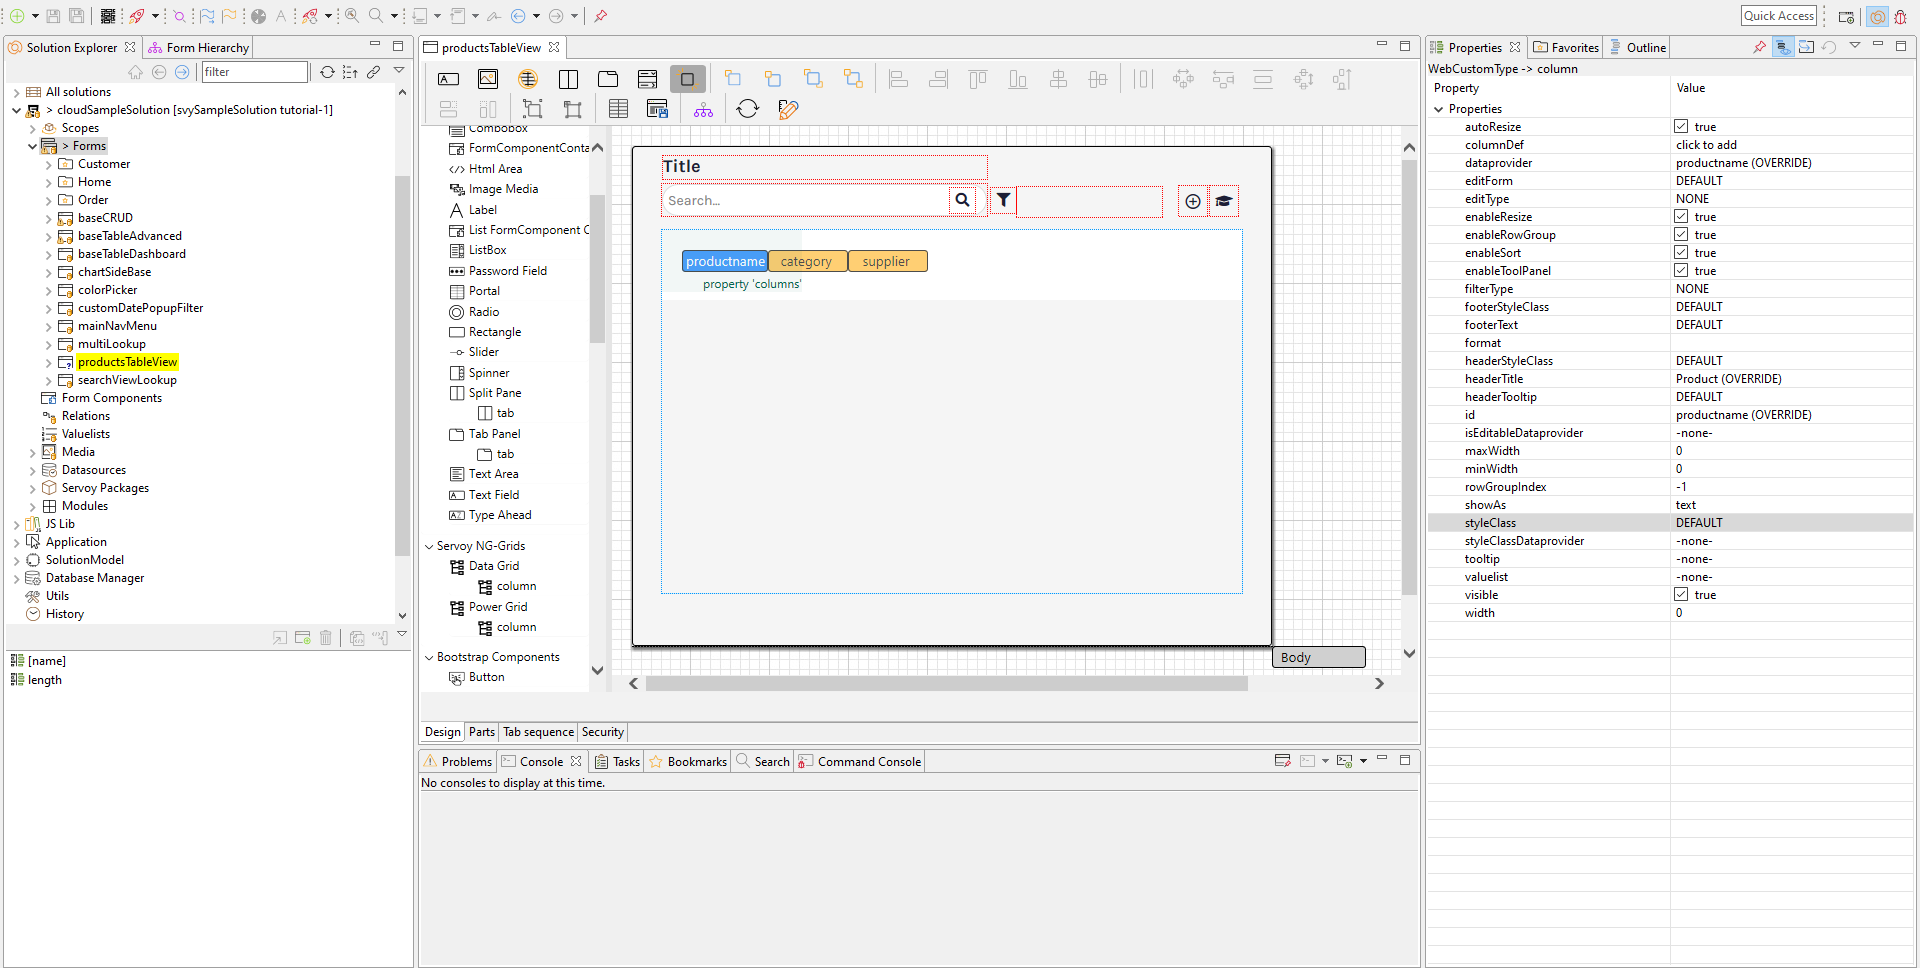 Quick Access
Solution Explorer
Form Hierarchy
filter
All solutions
> cloudSampleSolution [svySampleSolution tutorial-1]
Scopes
> Forms
Customer
Home
Order
baseCRUD
baseTableAdvanced
baseTableDashboard
chartSideBase
colorPicker
customDatePopupFilter
mainNavMenu
multiLookup
productsTableView
searchViewLookup
Form Components
Relations
Valuelists
Media
Datasources
Servoy Packages
Modules
JS Lib
Application
SolutionModel
Database Manager
Utils
History
[name]
length
productsTableView
Combobox
FormComponentConta
Html Area
Image Media
Label
List FormComponent C
ListBox
Password Field
Portal
Radio
Rectangle
Slider
Spinner
Split Pane
tab
Tab Panel
tab
Text Area
Text Field
Type Ahead
Servoy NG-Grids
Data Grid
column
Power Grid
column
Bootstrap Components
Button
Title
Search...
productname category supplier
property 'columns'
Body
Design Parts Tab sequence Security
Problems Console Tasks Bookmarks Search Command Console
No consoles to display at this time.
Properties Favorites Outline
WebCustomType -> column
Property Value
Properties
autoResize true
columnDef click to add
dataprovider productname (OVERRIDE)
editForm DEFAULT
editType NONE
enableResize true
enableRowGroup true
enableSort true
enableToolPanel true
filterType NONE
footerStyleClass DEFAULT
footerText DEFAULT
format
headerStyleClass DEFAULT
headerTitle Product (OVERRIDE)
headerTooltip DEFAULT
id productname (OVERRIDE)
isEditableDataprovider -none-
maxWidth 0
minWidth 0
rowGroupIndex -1
showAs text
styleClass DEFAULT
styleClassDataprovider -none-
tooltip -none-
valuelist -none-
visible true
width 0